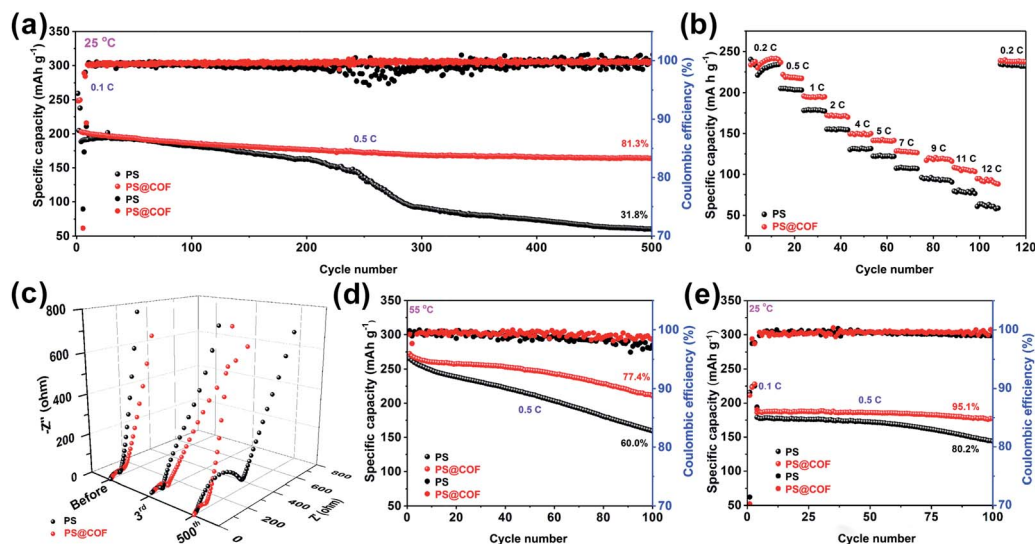 (a)
350
300
250
200
150
100
50
Specific capacity (mAh g⁻¹)
25 °C
0.1 C
0.5 C
81.3%
31.8%
PS
PS@COF
PS
PS@COF
0
100
200
300
400
500
Cycle number
100
90
80
70
Coulombic efficiency (%)
(b)
250
200
150
100
50
Specific capacity (mA h g⁻¹)
0.2 C
0.5 C
1 C
2 C
4 C
5 C
7 C
9 C
11 C
12 C
0.2 C
PS
PS@COF
0
20
40
60
80
100
120
Cycle number
(c)
800
600
400
200
0
-Z'' (ohm)
Before
3rd
500th
0
200
400
600
800
Z' (ohm)
PS
PS@COF
(d)
350
300
250
200
150
100
50
Specific capacity (mAh g⁻¹)
55 °C
77.4%
0.5 C
60.0%
PS
PS@COF
PS
PS@COF
0
20
40
60
80
100
Cycle number
100
90
80
70
Coulombic efficiency (%)
(e)
350
300
250
200
150
100
50
Specific capacity (mAh g⁻¹)
25 °C
0.1 C
0.5 C
95.1%
80.2%
PS
PS@COF
PS
PS@COF
0
25
50
75
100
Cycle number
100
90
80
70
Coulombic efficiency (%)